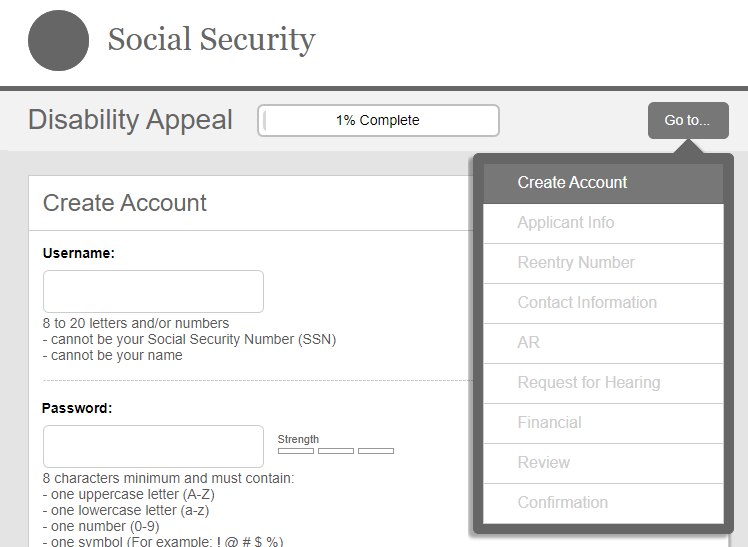 Social Security
Disability Appeal
1% Complete
Go to...
Create Account
Applicant Info
Reentry Number
Contact Information
AR
Request for Hearing
Financial
Review
Confirmation
Create Account
Username:
8 to 20 letters and/or numbers
- cannot be your Social Security Number (SSN)
- cannot be your name
Password:
Strength
8 characters minimum and must contain:
- one uppercase letter (A-Z)
- one lowercase letter (a-z)
- one number (0-9)
- one symbol (For example: ! @ # $ %)